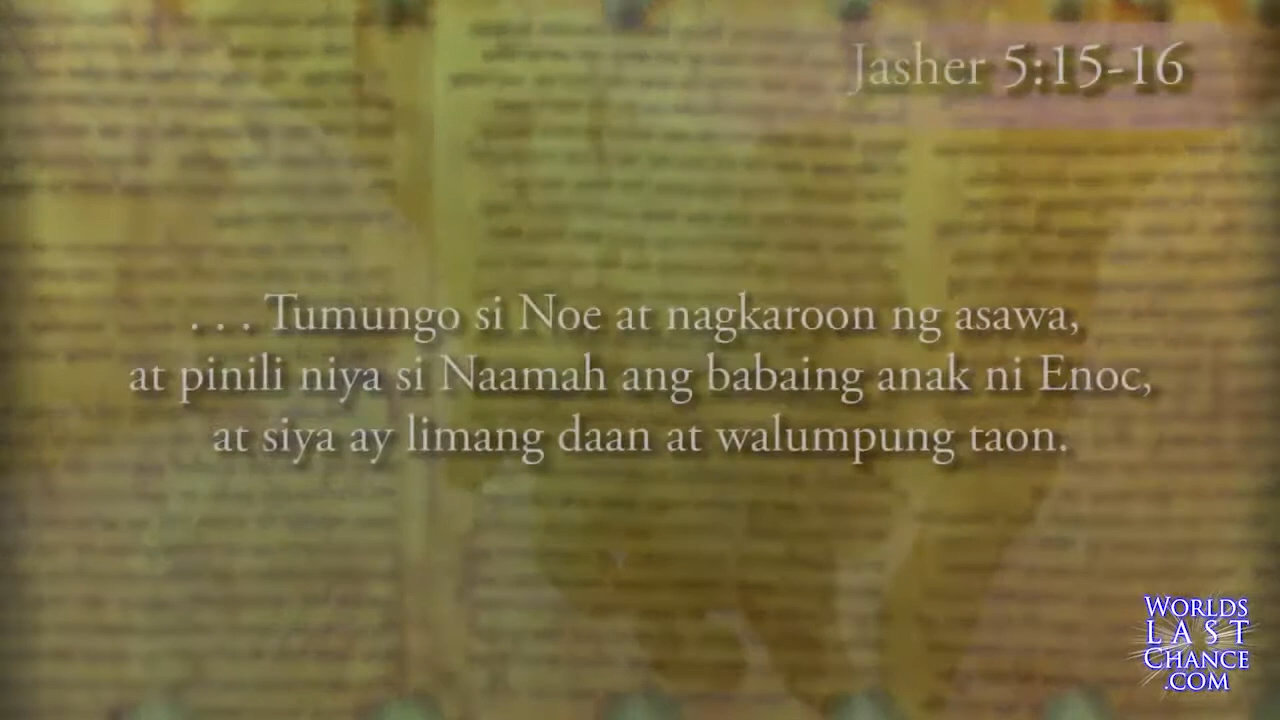 Jasher 5:15-16
. . . Tumungo si Noe at nagkaroon ng asawa,
at pinili niya si Naamah ang babaing anak ni Enoc,
at siya ay limang daan at walumpung taon.
WORLDS
LAST
CHANCE
.COM